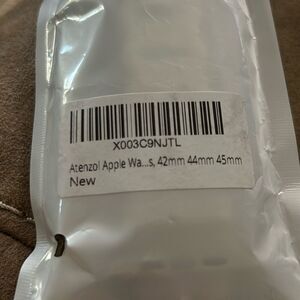 X003C9NJTL
Atenzol Apple Wa...s, 42mm 44mm 45mm
New